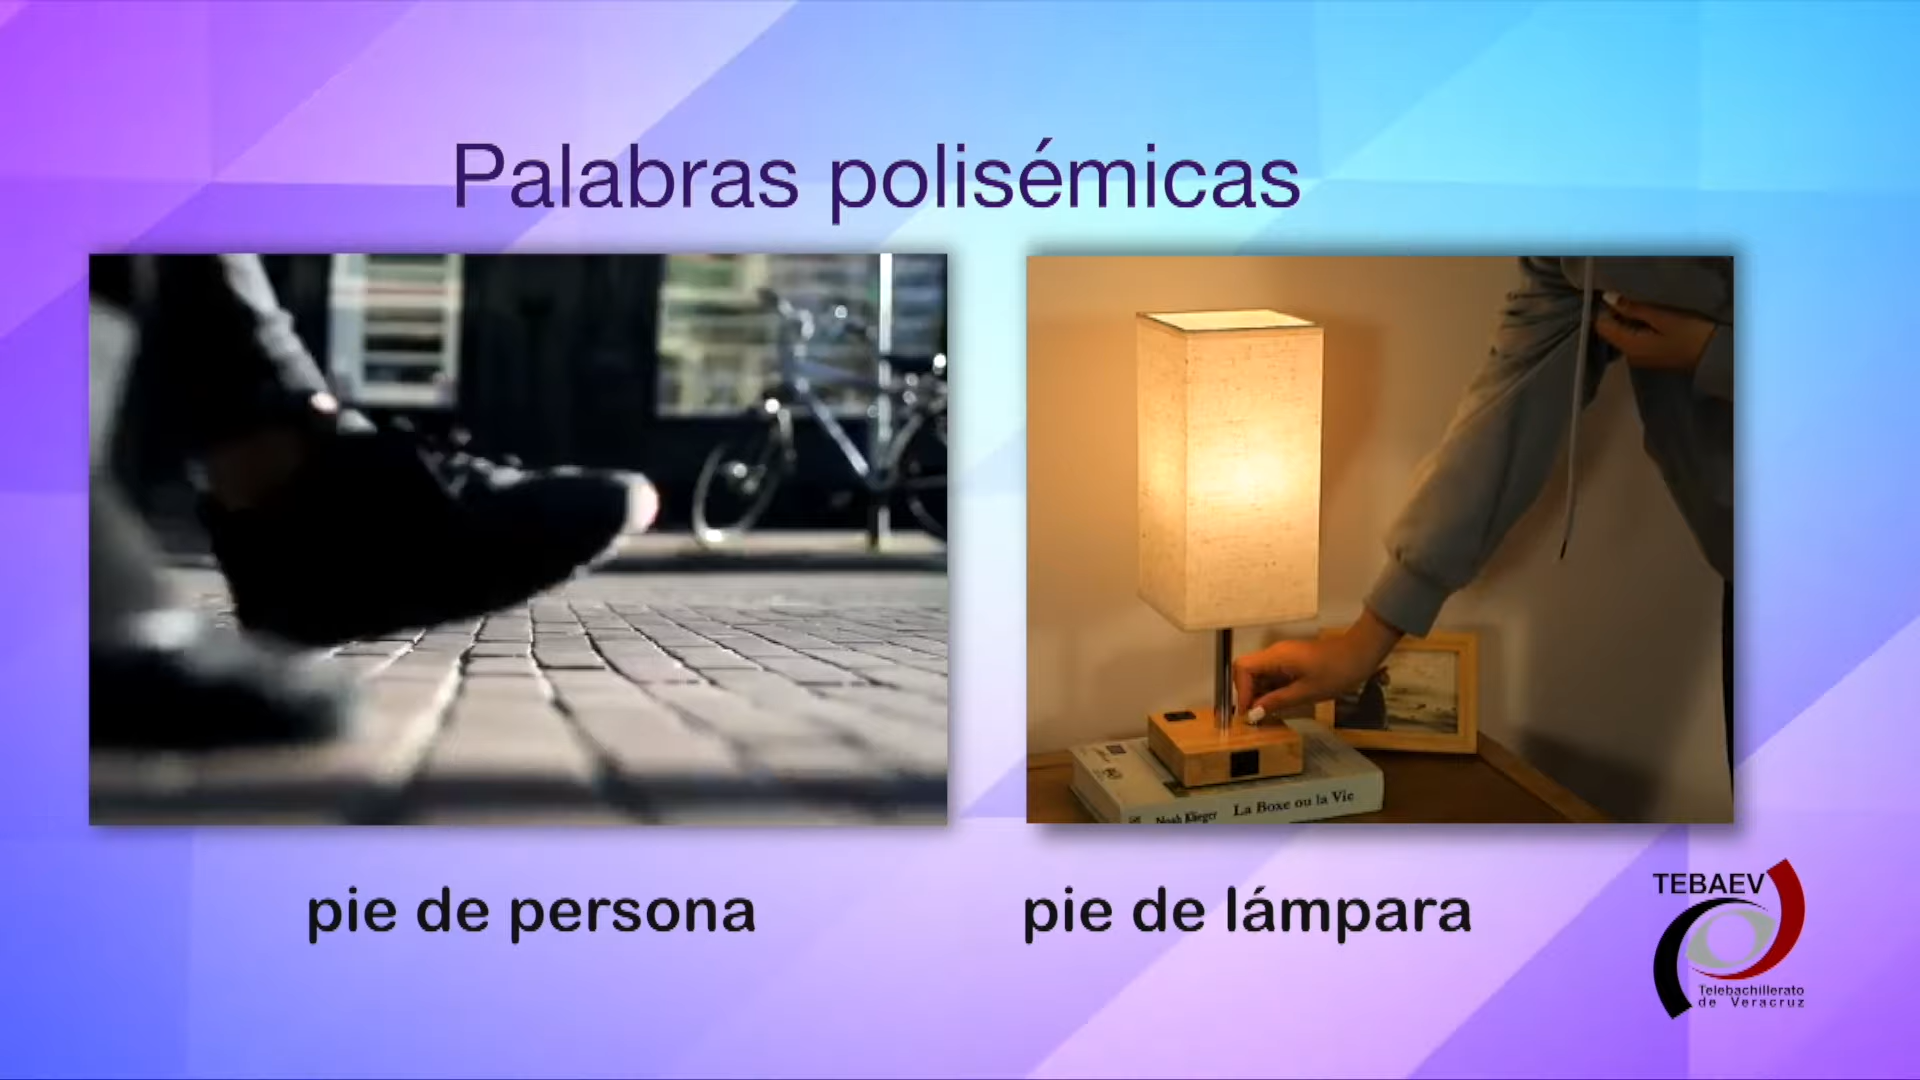 Palabras polisémicas
Noah Klieger
La Boxe ou la Vie
pie de persona
pie de lámpara
TEBAEV
Telebachillerato
de Veracruz